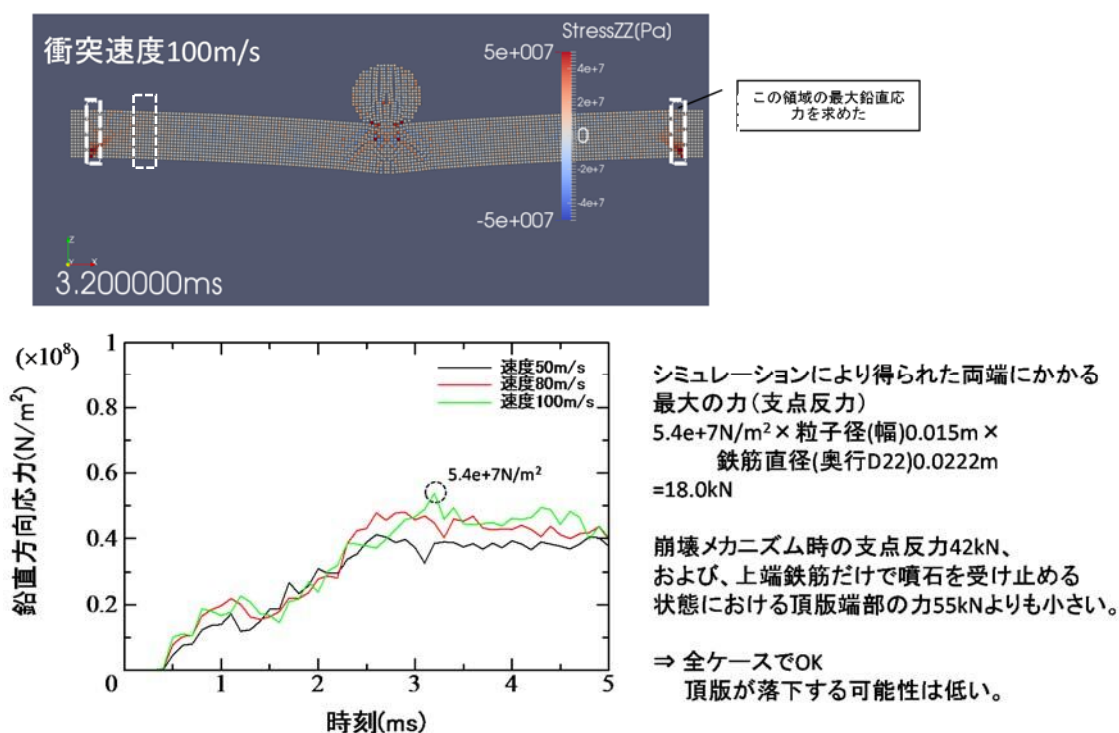 衝突速度100m/s
StressZZ(Pa)
5e+007
4e+7
2e+7
0
-2e+7
-4e+7
-5e+007
この領域の最大鉛直応
力を求めた
Z
Y
X
3.200000ms
(×10⁸)
鉛直方向応力(N/m²)
1
0.8
0.6
0.4
0.2
0
0
1
2
3
4
5
時刻(ms)
速度50m/s
速度80m/s
速度100m/s
5.4e+7N/m²
シミュレーションにより得られた両端にかかる
最大の力(支点反力)
5.4e+7N/m²×粒子径(幅)0.015m×
鉄筋直径(奥行D22)0.0222m
=18.0kN
崩壊メカニズム時の支点反力42kN、
および、上端鉄筋だけで噴石を受け止める
状態における頂版端部の力55kNよりも小さい。
⇒ 全ケースでOK
頂版が落下する可能性は低い。